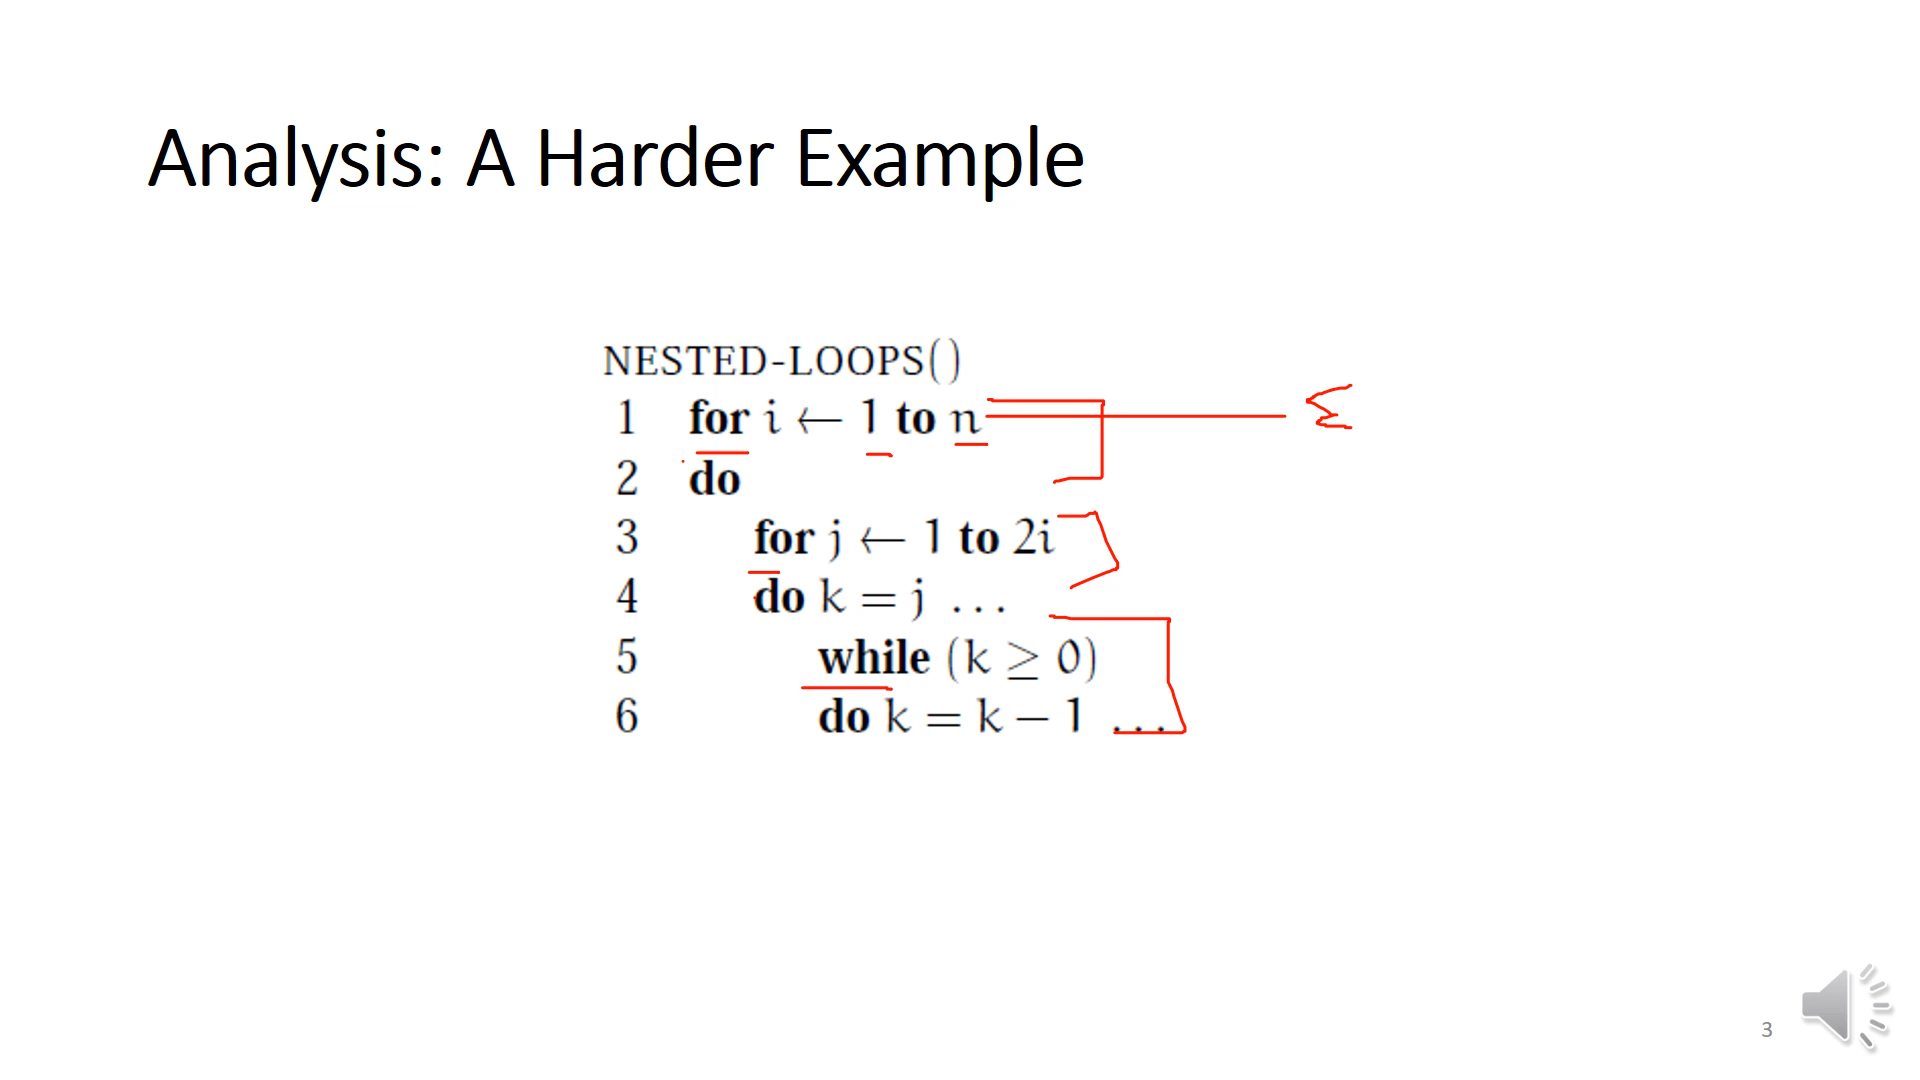 Analysis: A Harder Example
NESTED-LOOPS()
1 for i ← 1 to n Σ
2 do
3 for j ← 1 to 2i
4 do k = j ...
5 while (k ≥ 0)
6 do k = k − 1 ...
3